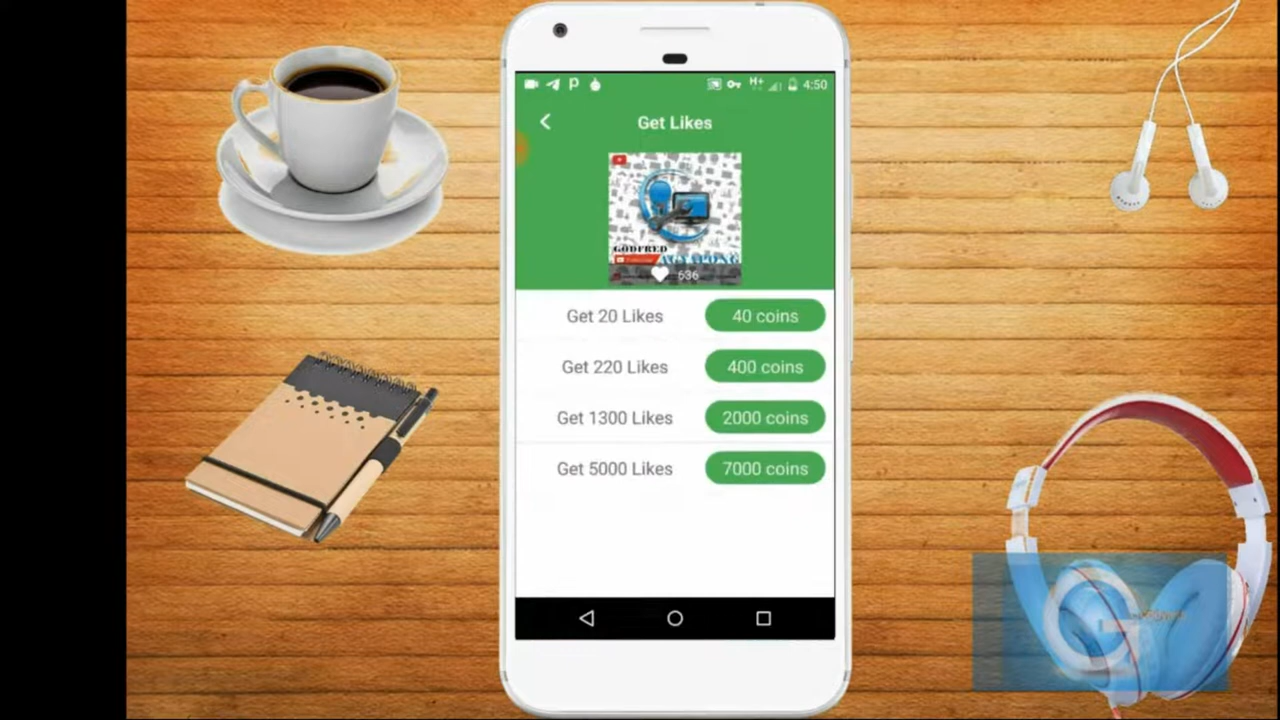 4:50
Get Likes
GODFRED
AGYAPONG
636
Get 20 Likes 40 coins
Get 220 Likes 400 coins
Get 1300 Likes 2000 coins
Get 5000 Likes 7000 coins